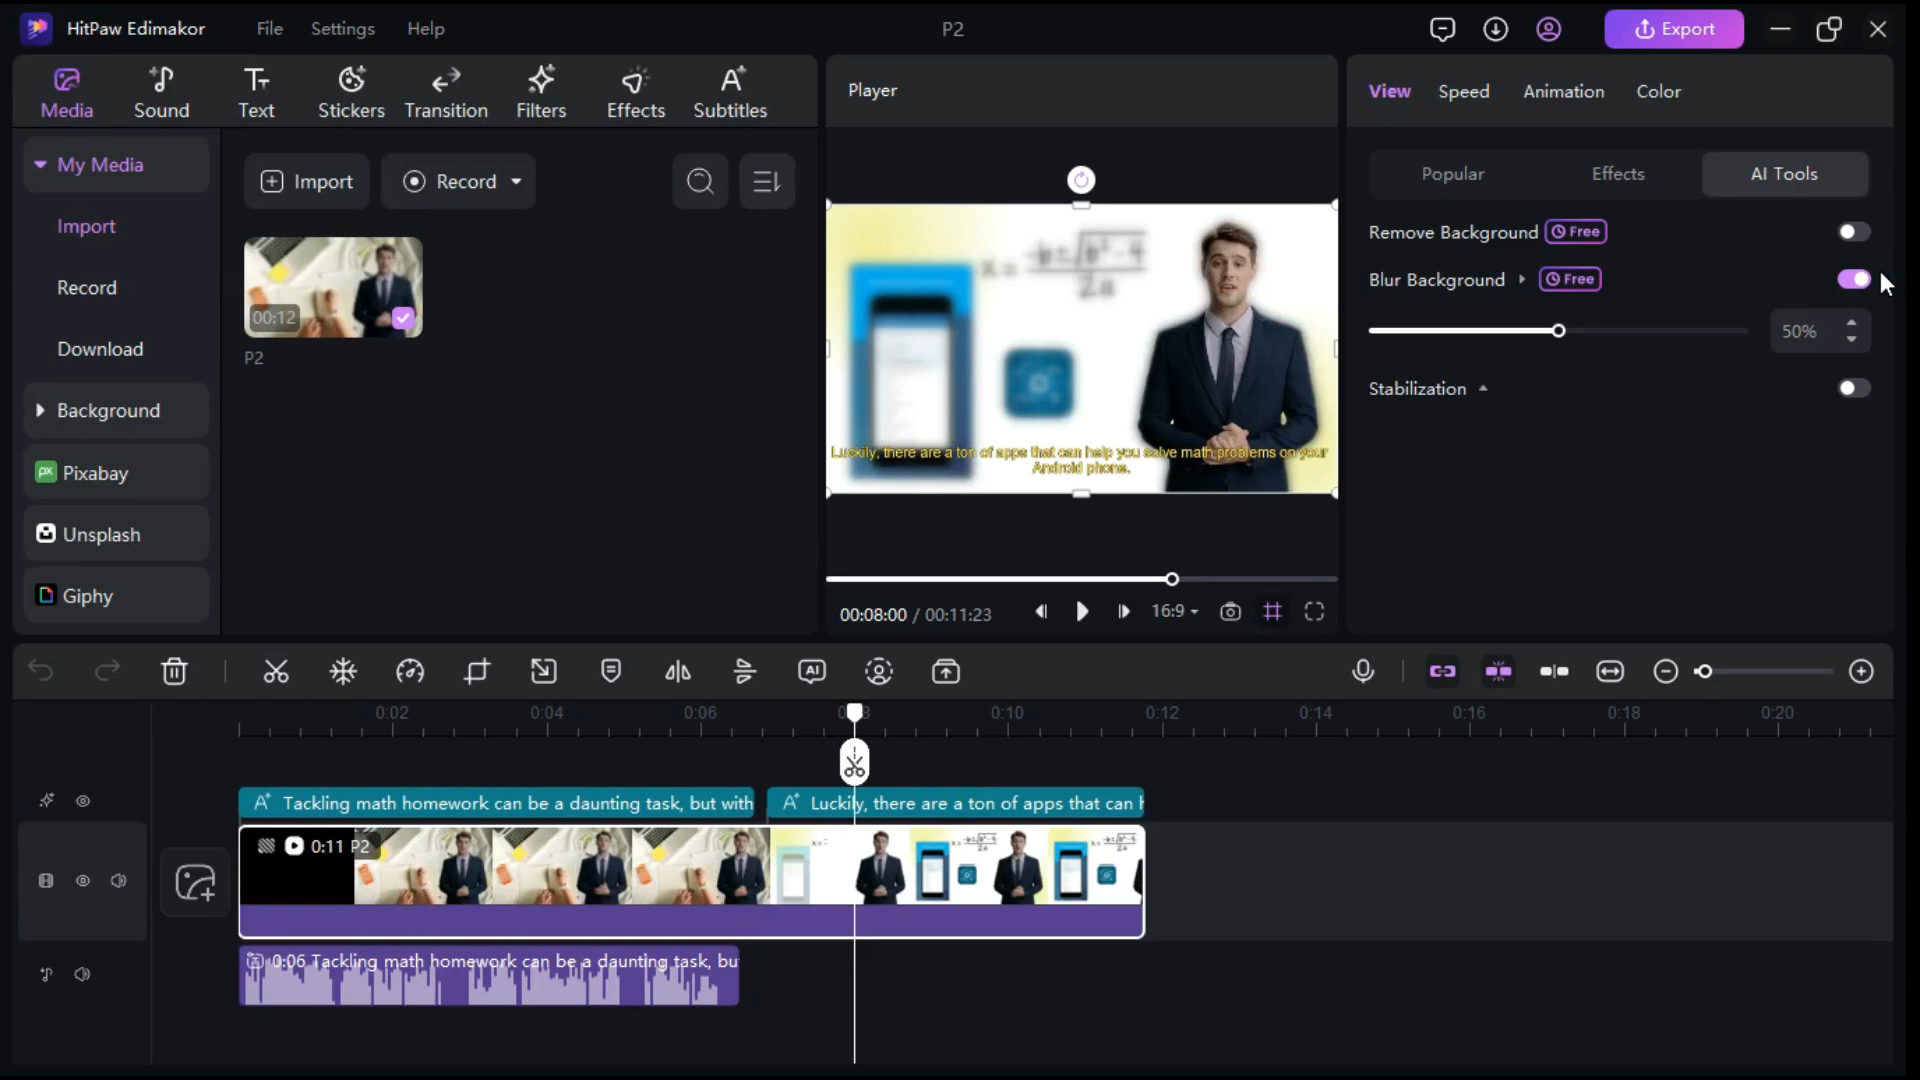 HitPaw Edimakor
File
Settings
Help
P2
Export
Media
Sound
Text
Stickers
Transition
Filters
Effects
Subtitles
My Media
Import
Record
Download
Background
Pixabay
Unsplash
Giphy
Import
Record
00:12
P2
Player
x = -b±√b²-4
2a
Luckily, there are a ton of apps that can help you solve math problems on your
Android phone.
00:08:00 / 00:11:23
16:9
View
Speed
Animation
Color
Popular
Effects
AI Tools
Remove Background
Free
Blur Background
Free
50%
Stabilization
AI
0:02
0:04
0:06
0:10
0:12
0:14
0:16
0:18
0:20
Tackling math homework can be a daunting task, but with
Luckily, there are a ton of apps that can h
0:11 P2
0:06 Tackling math homework can be a daunting task, bu